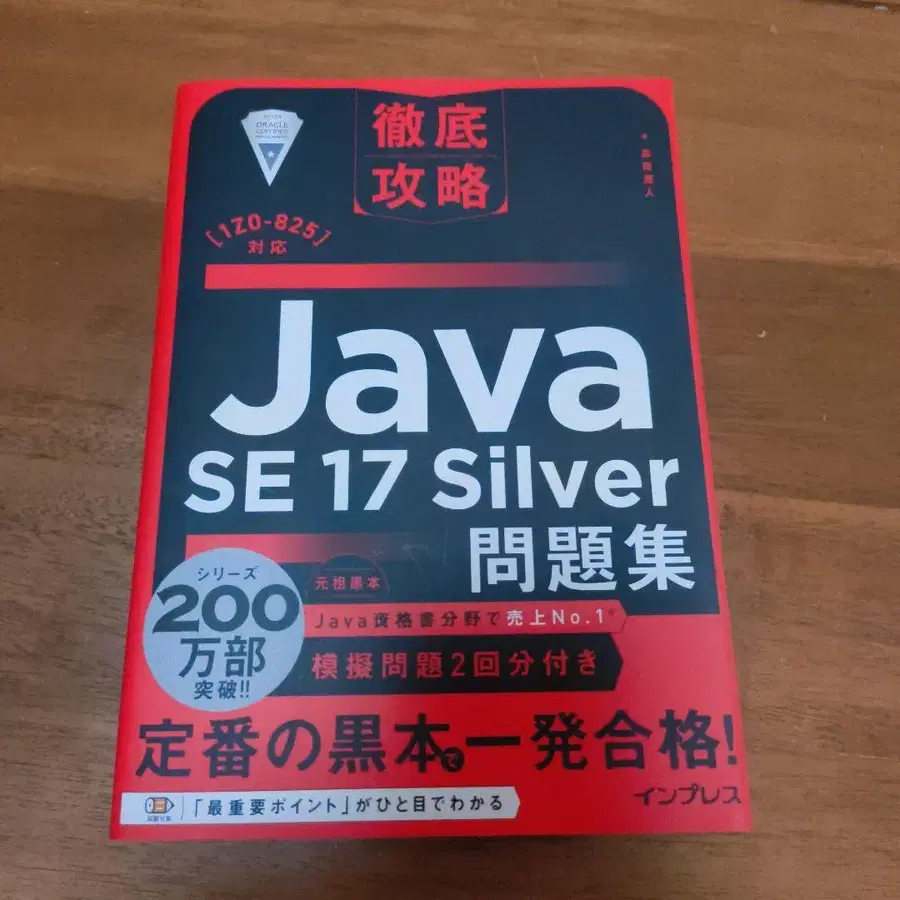 ORACLE
CERTIFIED
徹底
攻略
[1Z0-825]
対応
Java
SE 17 Silver
問題集
シリーズ
200
万部
突破!!
元祖黒本
Java資格書分野で売上No.1
模擬問題2回分付き
定番の黒本で一発合格!
「最重要ポイント」がひと目でわかる
インプレス